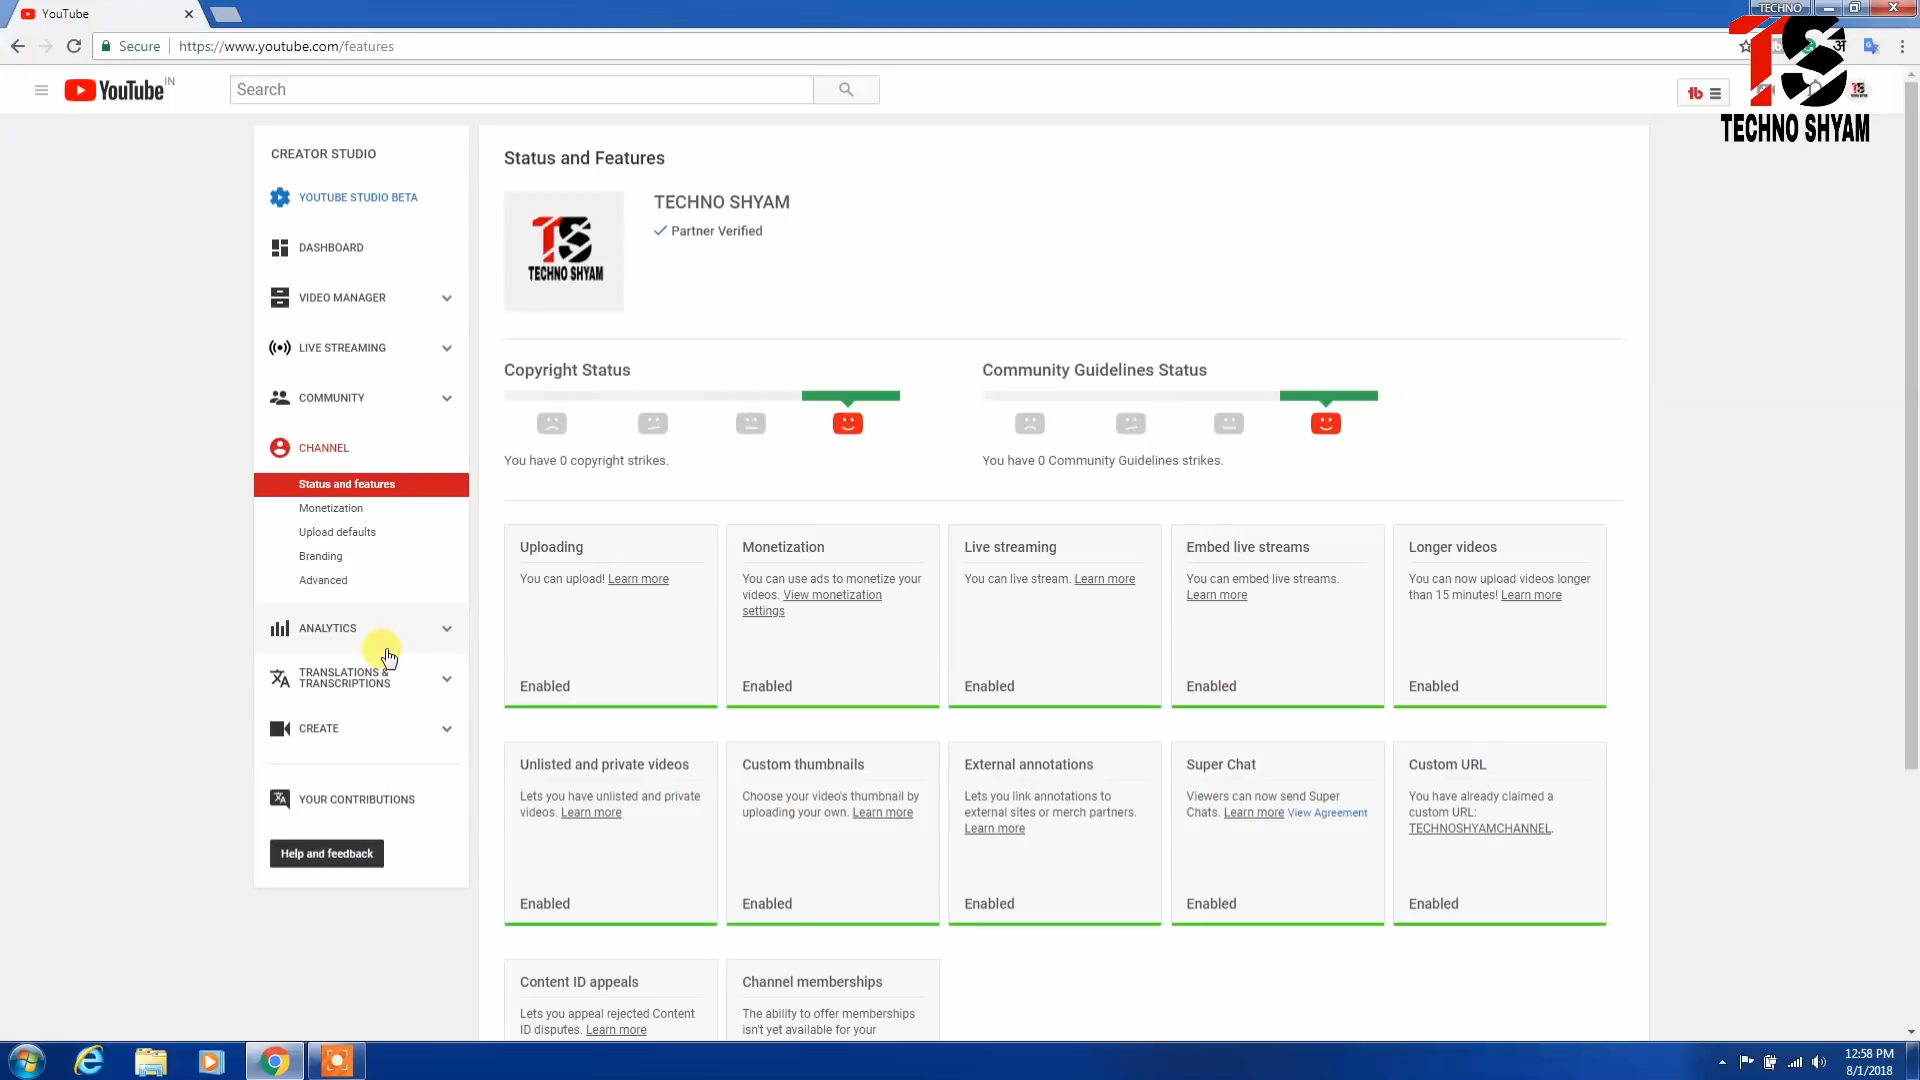 YouTube
TECHNO
Secure
https://www.youtube.com/features
YouTube IN
Search
TS
TECHNO SHYAM
CREATOR STUDIO
YOUTUBE STUDIO BETA
DASHBOARD
VIDEO MANAGER
LIVE STREAMING
COMMUNITY
CHANNEL
Status and features
Monetization
Upload defaults
Branding
Advanced
ANALYTICS
TRANSLATIONS &
TRANSCRIPTIONS
CREATE
YOUR CONTRIBUTIONS
Help and feedback
Status and Features
TS
TECHNO SHYAM
TECHNO SHYAM
Partner Verified
Copyright Status
You have 0 copyright strikes.
Community Guidelines Status
You have 0 Community Guidelines strikes.
Uploading
You can upload! Learn more
Enabled
Monetization
You can use ads to monetize your
videos. View monetization
settings
Enabled
Live streaming
You can live stream. Learn more
Enabled
Embed live streams
You can embed live streams.
Learn more
Enabled
Longer videos
You can now upload videos longer
than 15 minutes! Learn more
Enabled
Unlisted and private videos
Lets you have unlisted and private
videos. Learn more
Enabled
Custom thumbnails
Choose your video's thumbnail by
uploading your own. Learn more
Enabled
External annotations
Lets you link annotations to
external sites or merch partners.
Learn more
Enabled
Super Chat
Viewers can now send Super
Chats. Learn more View Agreement
Enabled
Custom URL
You have already claimed a
custom URL:
TECHNOSHYAMCHANNEL.
Enabled
Content ID appeals
Lets you appeal rejected Content
ID disputes. Learn more
Channel memberships
The ability to offer memberships
isn't yet available for your
12:58 PM
8/1/2018